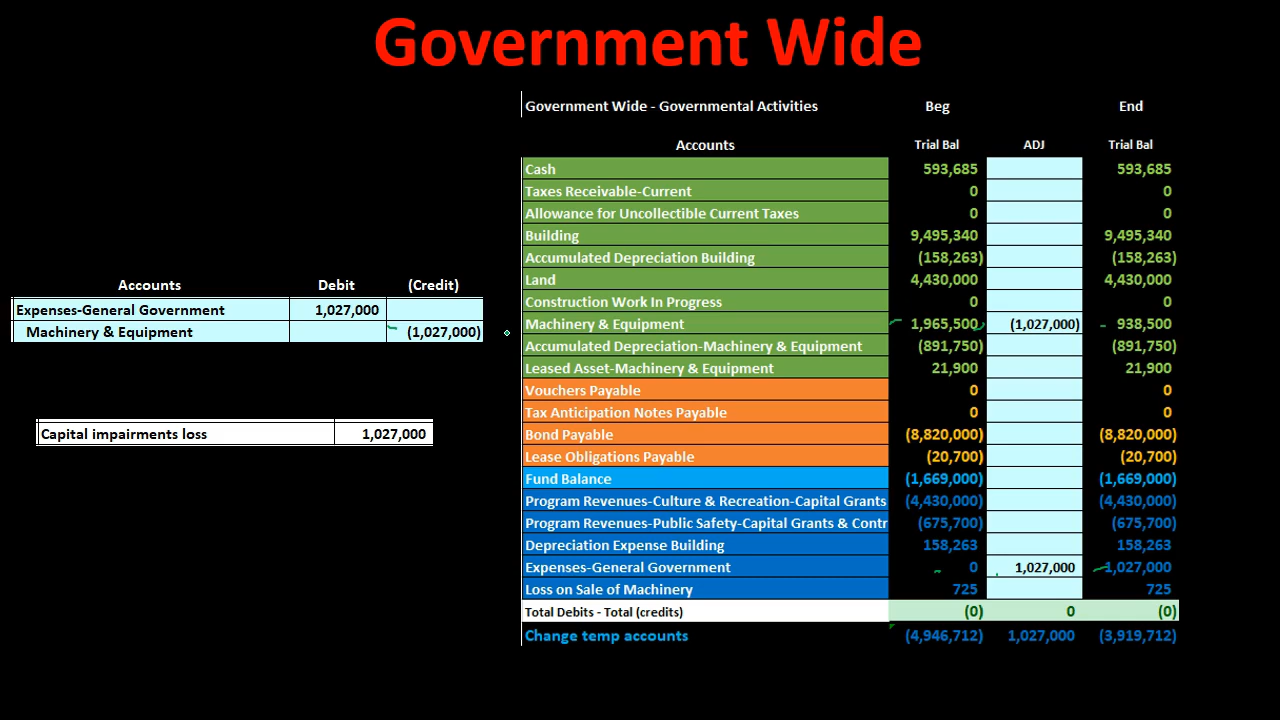 Government Wide
Government Wide - Governmental Activities Beg End
Accounts Trial Bal ADJ Trial Bal
Cash 593,685 593,685
Taxes Receivable-Current 0 0
Allowance for Uncollectible Current Taxes 0 0
Building 9,495,340 9,495,340
Accumulated Depreciation Building (158,263) (158,263)
Land 4,430,000 4,430,000
Construction Work In Progress 0 0
Machinery & Equipment 1,965,500 (1,027,000) 938,500
Accumulated Depreciation-Machinery & Equipment (891,750) (891,750)
Leased Asset-Machinery & Equipment 21,900 21,900
Vouchers Payable 0 0
Tax Anticipation Notes Payable 0 0
Bond Payable (8,820,000) (8,820,000)
Lease Obligations Payable (20,700) (20,700)
Fund Balance (1,669,000) (1,669,000)
Program Revenues-Culture & Recreation-Capital Grants (4,430,000) (4,430,000)
Program Revenues-Public Safety-Capital Grants & Contr (675,700) (675,700)
Depreciation Expense Building 158,263 158,263
Expenses-General Government 0 1,027,000 1,027,000
Loss on Sale of Machinery 725 725
Total Debits - Total (credits) (0) 0 (0)
Change temp accounts (4,946,712) 1,027,000 (3,919,712)
Accounts Debit (Credit)
Expenses-General Government 1,027,000
Machinery & Equipment (1,027,000)
Capital impairments loss 1,027,000